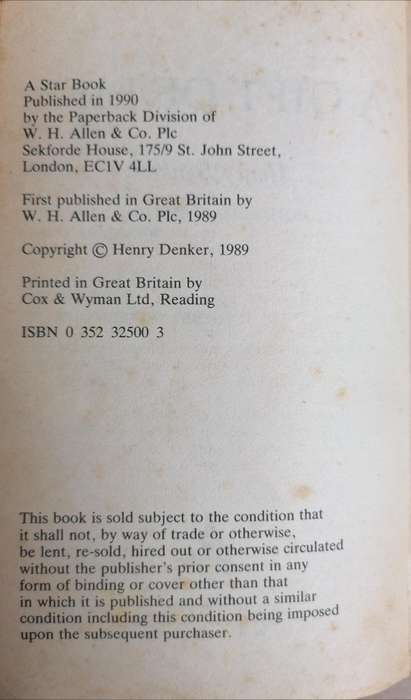 A Star Book
Published in 1990
by the Paperback Division of
W. H. Allen & Co. Plc
Sekforde House, 175/9 St. John Street,
London, EC1V 4LL
First published in Great Britain by
W. H. Allen & Co. Plc, 1989
Copyright © Henry Denker, 1989
Printed in Great Britain by
Cox & Wyman Ltd, Reading
ISBN 0 352 32500 3
This book is sold subject to the condition that
it shall not, by way of trade or otherwise,
be lent, re-sold, hired out or otherwise circulated
without the publisher's prior consent in any
form of binding or cover other than that
in which it is published and without a similar
condition including this condition being imposed
upon the subsequent purchaser.